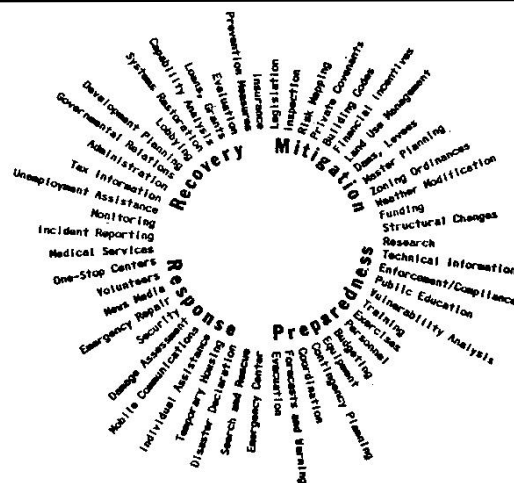 Mitigation
Legislation
Inspection
Risk Mapping
Private Covenants
Building Codes
Financial Incentives
Land Use Management
Dams, Levees
Master Planning
Zoning Ordinances
Weather Modification
Funding
Structural Changes
Research
Technical Information
Preparedness
Enforcement/Compliance
Public Education
Vulnerability Analysis
Training
Exercises
Personnel
Budgeting
Equipment
Contingency Planning
Coordination
Forecasts and Warning
Evacuation
Response
Emergency Center
Search and Rescue
Disaster Declaration
Temporary Housing
Individual Assistance
Mobile Communications
Damage Assessment
Security
Emergency Repair
News Media
Volunteers
One-Stop Centers
Medical Services
Incident Reporting
Recovery
Monitoring
Unemployment Assistance
Tax Information
Administration
Governmental Relations
Development Planning
Lobbying
Systems Restoration
Capability Analysis
Loans, Grants
Evaluation
Prevention Measures
Insurance